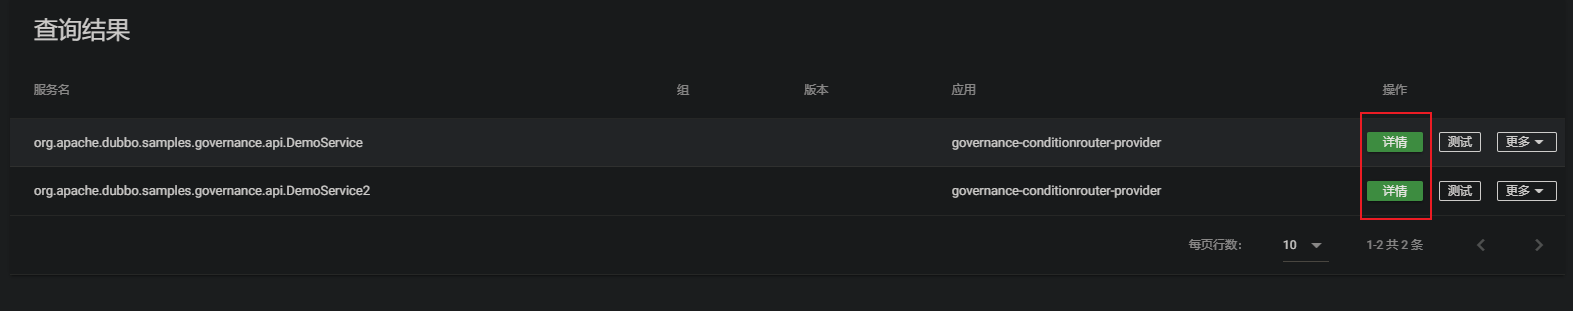 查询结果
服务名 组 版本 应用 操作
org.apache.dubbo.samples.governance.api.DemoService governance-conditionrouter-provider 详情 测试 更多
org.apache.dubbo.samples.governance.api.DemoService2 governance-conditionrouter-provider 详情 测试 更多
每页行数: 10 1-2 共 2 条